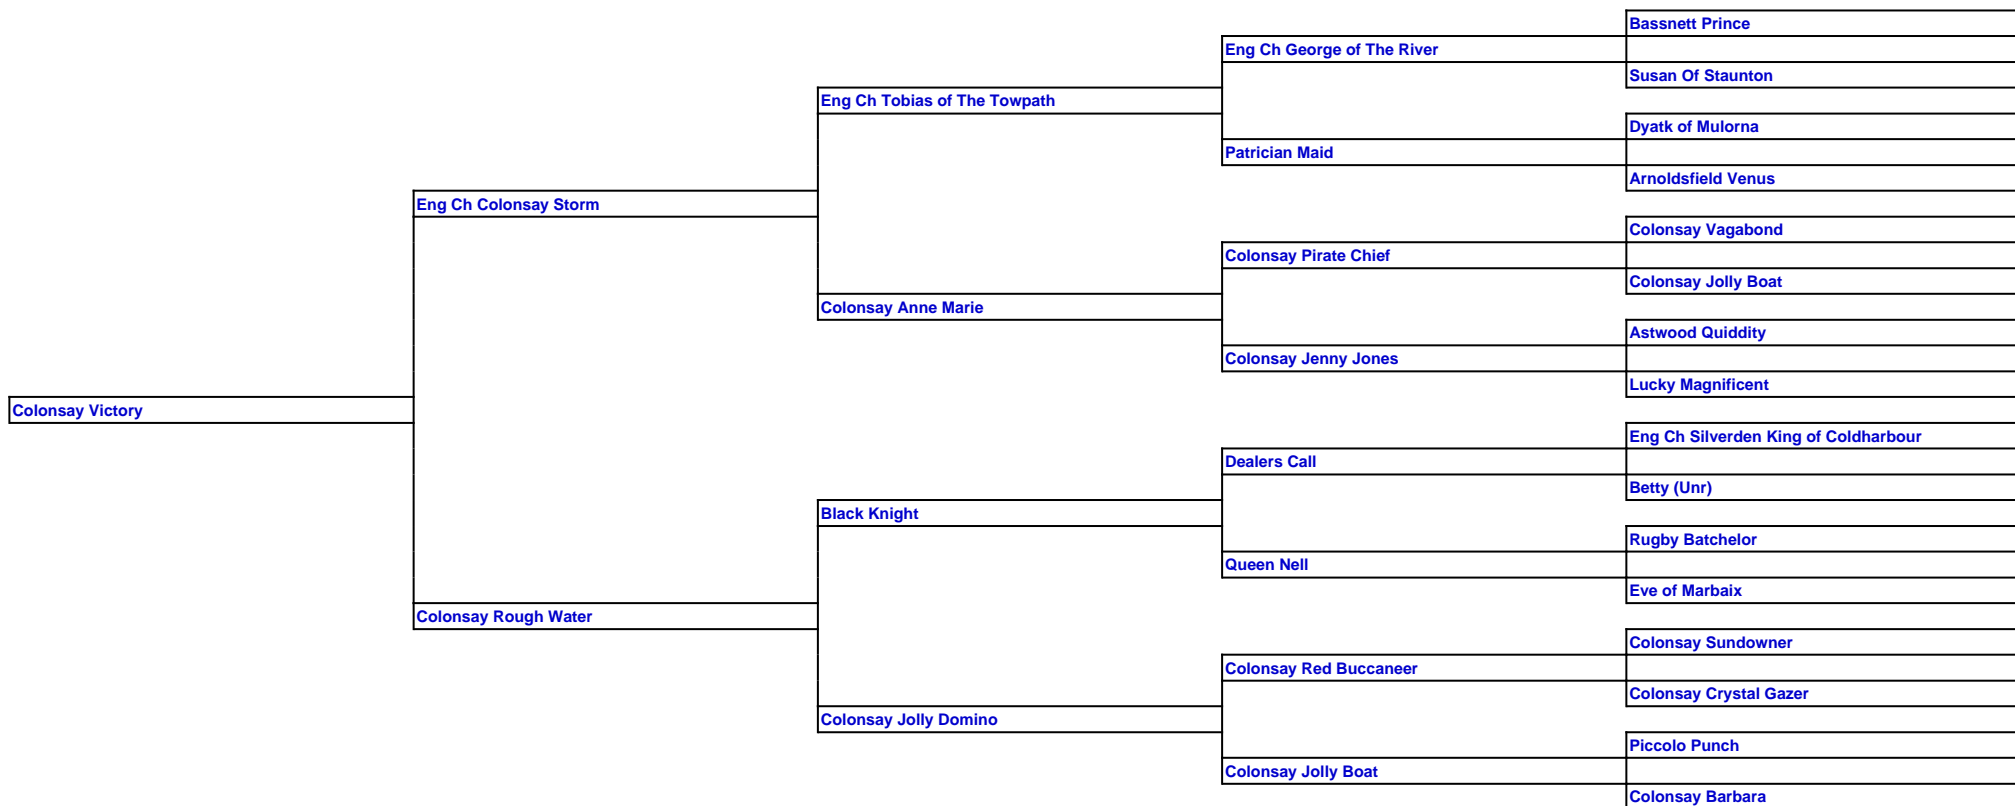 Bassnett Prince
Eng Ch George of The River
Susan Of Staunton
Eng Ch Tobias of The Towpath
Dyatk of Mulorna
Patrician Maid
Arnoldsfield Venus
Eng Ch Colonsay Storm
Colonsay Vagabond
Colonsay Pirate Chief
Colonsay Jolly Boat
Colonsay Anne Marie
Astwood Quiddity
Colonsay Jenny Jones
Lucky Magnificent
Colonsay Victory
Eng Ch Silverden King of Coldharbour
Dealers Call
Betty (Unr)
Black Knight
Rugby Batchelor
Queen Nell
Eve of Marbaix
Colonsay Rough Water
Colonsay Sundowner
Colonsay Red Buccaneer
Colonsay Crystal Gazer
Colonsay Jolly Domino
Piccolo Punch
Colonsay Jolly Boat
Colonsay Barbara